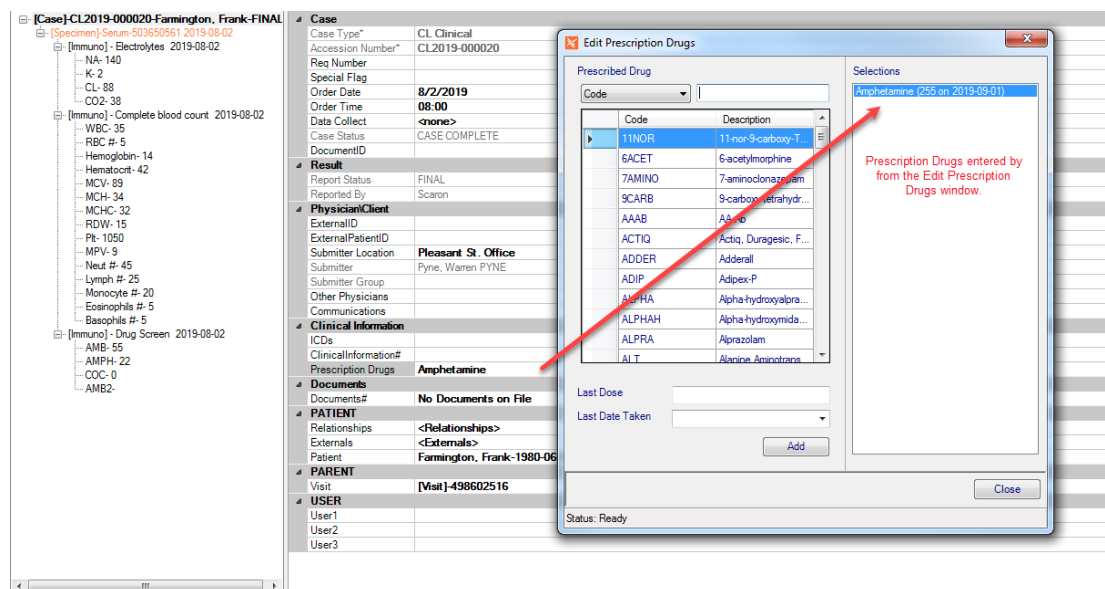 [Case]-CL2019-000020-Farmington, Frank-FINAL
[Specimen]-Serum-503650561 2019-08-02
[Immuno] - Electrolytes 2019-08-02
NA- 140
K- 2
CL- 88
CO2- 38
[Immuno] - Complete blood count 2019-08-02
WBC- 35
RBC #- 5
Hemoglobin- 14
Hematocrit- 42
MCV- 89
MCH- 34
MCHC- 32
RDW- 15
Plt- 1050
MPV- 9
Neut #- 45
Lymph #- 25
Monocyte #- 20
Eosinophils #- 5
Basophils #- 5
[Immuno] - Drug Screen 2019-08-02
AMB- 55
AMPH- 22
COC- 0
AMB2-
Case
Case Type* CL Clinical
Accession Number* CL2019-000020
Req Number
Special Flag
Order Date 8/2/2019
Order Time 08:00
Data Collect <none>
Case Status CASE COMPLETE
DocumentID
Result
Report Status FINAL
Reported By Scaron
Physician\Client
ExternalID
ExternalPatientID
Submitter Location Pleasant St. Office
Submitter Pyne, Warren PYNE
Submitter Group
Other Physicians
Communications
Clinical Information
ICDs
ClinicalInformation#
Prescription Drugs Amphetamine
Documents
Documents# No Documents on File
PATIENT
Relationships <Relationships>
Externals <Externals>
Patient Farmington, Frank-1980-06
PARENT
Visit [Visit]-498602516
USER
User1
User2
User3
Edit Prescription Drugs
Prescribed Drug
Code
Code Description
11NOR 11-nor-9-carboxy-T...
6ACET 6-acetylmorphine
7AMINO 7-aminoclonazepam
9CARB 9-carboxy-tetrahydr...
AAAB
ACTIQ Actiq, Duragesic, F...
ADDER Adderall
ADIP Adipex-P
ALPHA Alpha-hydroxyalpra...
ALPHAH Alpha-hydroxymida...
ALPRA Alprazolam
ALT Alanine Aminotrans
Last Dose
Last Date Taken
Add
Selections
Amphetamine (255 on 2019-09-01)
Prescription Drugs entered by
from the Edit Prescription
Drugs window.
Close
Status: Ready